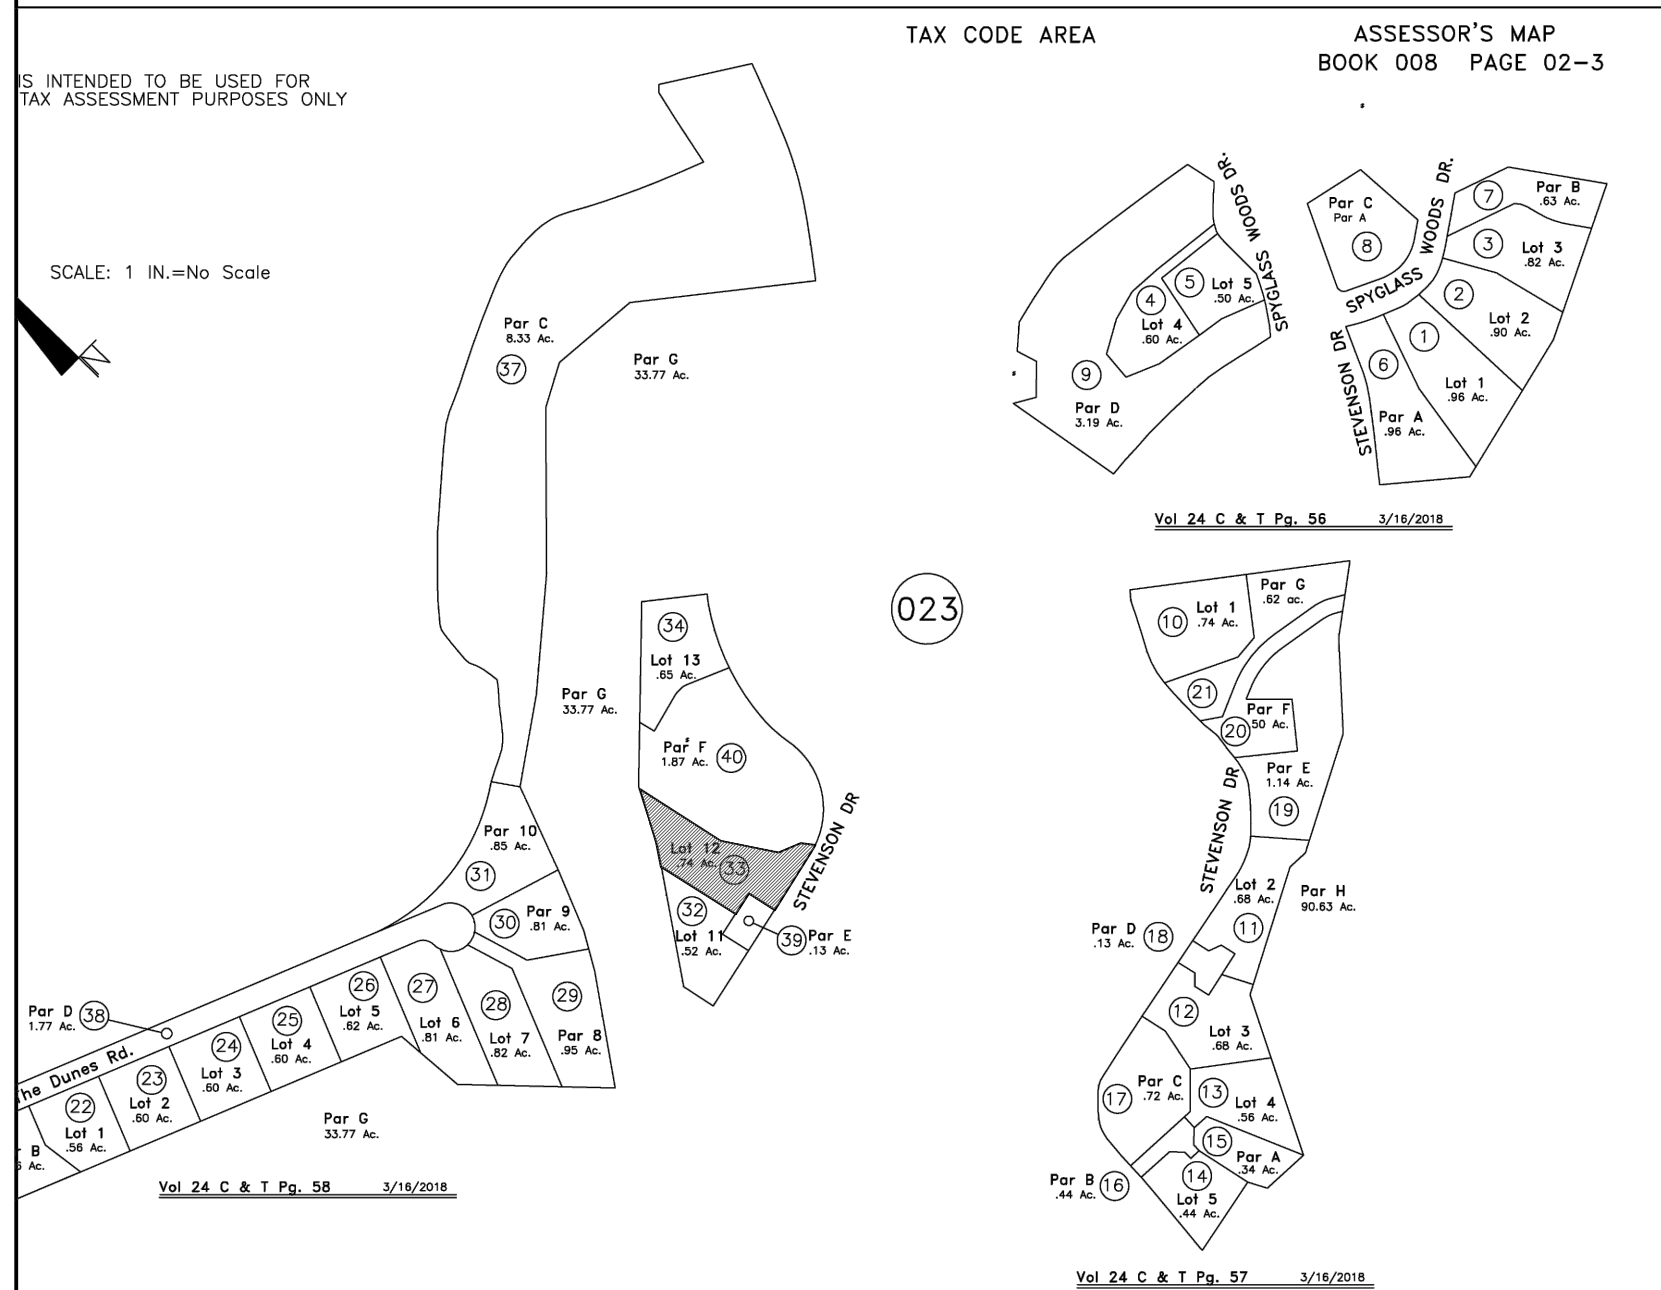 TAX CODE AREA
ASSESSOR'S MAP
BOOK 008 PAGE 02-3
IS INTENDED TO BE USED FOR
TAX ASSESSMENT PURPOSES ONLY
SCALE: 1 IN.=No Scale
Par C
8.33 Ac.
37
Par G
33.77 Ac.
SPYGLASS WOODS DR.
5
Lot 5
.50 Ac.
4
Lot 4
.60 Ac.
9
Par D
3.19 Ac.
Par C
Par A
8
SPYGLASS WOODS DR.
7
Par B
.63 Ac.
3
Lot 3
.82 Ac.
2
Lot 2
.90 Ac.
1
Lot 1
.96 Ac.
6
Par A
.96 Ac.
STEVENSON DR
Vol 24 C & T Pg. 56 3/16/2018
023
34
Lot 13
.65 Ac.
Par G
33.77 Ac.
Par F
1.87 Ac.
40
Lot 12
.74 Ac.
33
STEVENSON DR
32
Lot 11
.52 Ac.
39
Par E
.13 Ac.
Par 10
.85 Ac.
31
30
Par 9
.81 Ac.
29
Par 8
.95 Ac.
28
Lot 7
.82 Ac.
27
Lot 6
.81 Ac.
26
Lot 5
.62 Ac.
25
Lot 4
.60 Ac.
24
Lot 3
.60 Ac.
23
Lot 2
.60 Ac.
22
Lot 1
.56 Ac.
Par D
1.77 Ac.
38
The Dunes Rd.
B
Ac.
Par G
33.77 Ac.
Vol 24 C & T Pg. 58 3/16/2018
10
Lot 1
.74 Ac.
Par G
.62 ac.
21
20
Par F
.50 Ac.
Par E
1.14 Ac.
19
STEVENSON DR
Lot 2
.68 Ac.
11
Par H
90.63 Ac.
Par D
.13 Ac.
18
12
Lot 3
.68 Ac.
17
Par C
.72 Ac.
13
Lot 4
.56 Ac.
15
Par A
.34 Ac.
Par B
.44 Ac.
16
14
Lot 5
.44 Ac.
Vol 24 C & T Pg. 57 3/16/2018